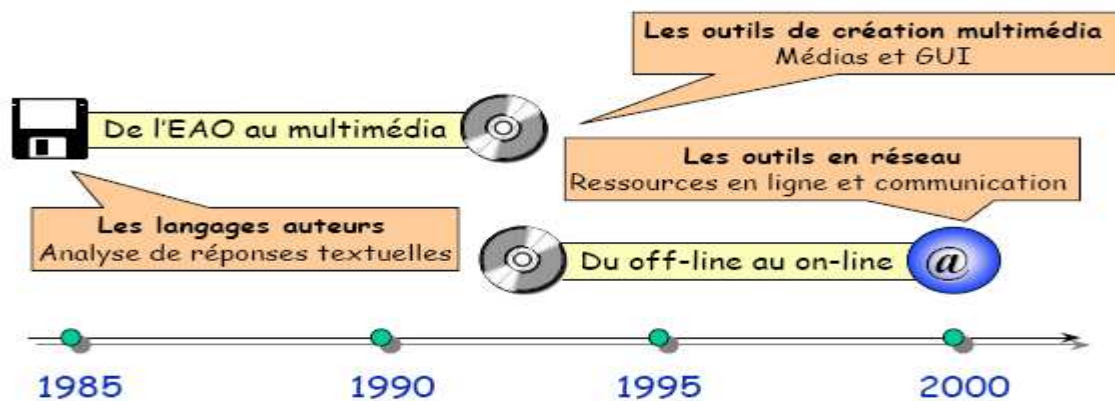 Les outils de création multimédia
Médias et GUI
De l'EAO au multimédia
Les outils en réseau
Ressources en ligne et communication
Les langages auteurs
Analyse de réponses textuelles
Du off-line au on-line
@
1985 1990 1995 2000